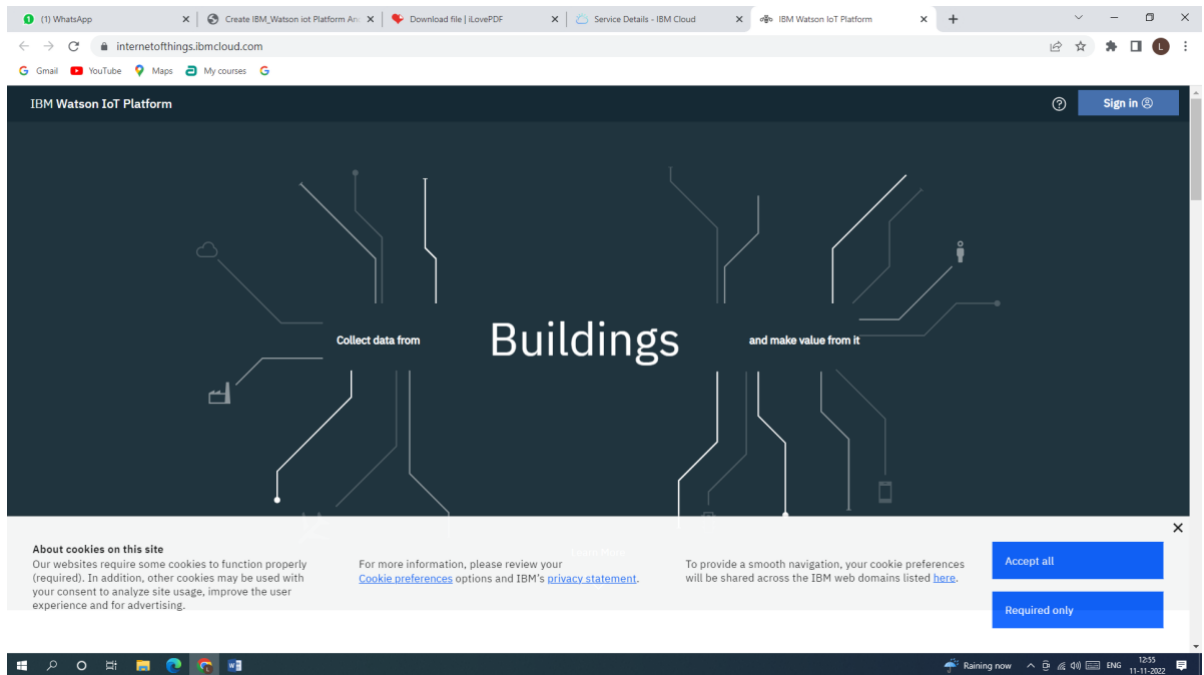 (1) WhatsApp
Create IBM_Watson iot Platform An
Download file | iLovePDF
Service Details - IBM Cloud
IBM Watson IoT Platform
internetofthings.ibmcloud.com
L
Gmail
YouTube
Maps
My courses
IBM Watson IoT Platform
Sign in
Collect data from
Buildings
and make value from it
About cookies on this site
Our websites require some cookies to function properly
(required). In addition, other cookies may be used with
your consent to analyze site usage, improve the user
experience and for advertising.
For more information, please review your
Cookie preferences options and IBM's privacy statement.
To provide a smooth navigation, your cookie preferences
will be shared across the IBM web domains listed here.
Accept all
Required only
Raining now
ENG
12:55
11-11-2022